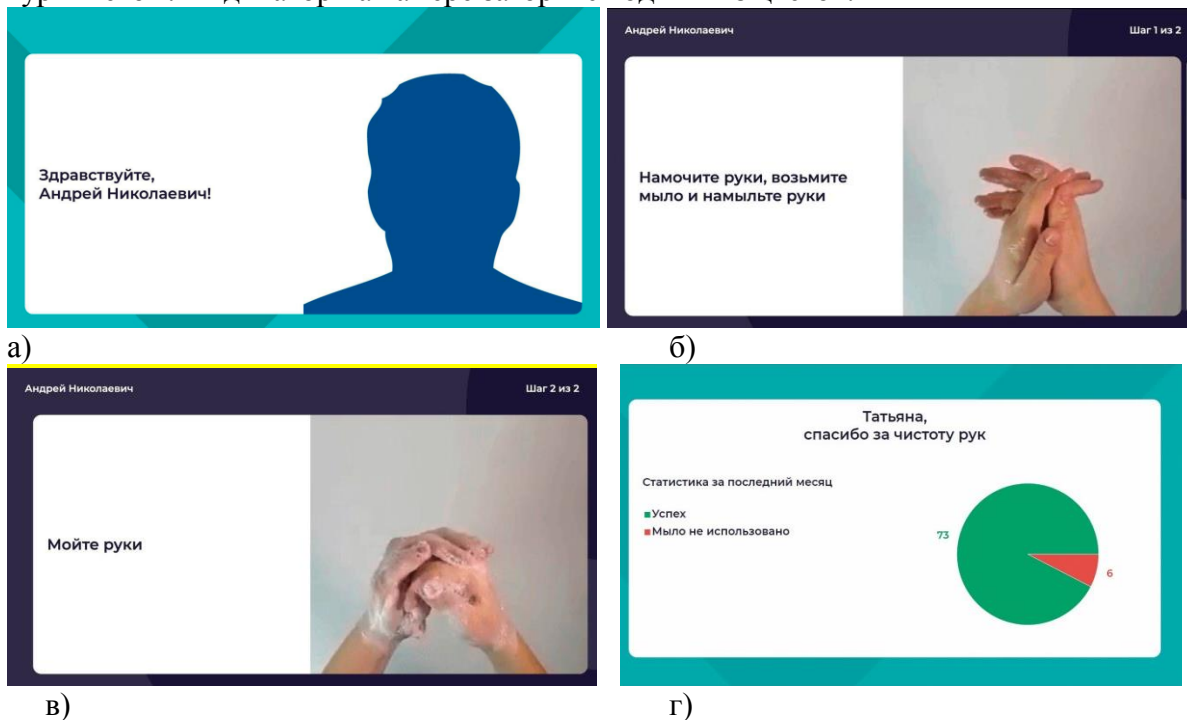 Здравствуйте,
Андрей Николаевич!
Андрей Николаевич
Шаг 1 из 2
Намочите руки, возьмите
мыло и намыльте руки
а)
б)
Андрей Николаевич
Шаг 2 из 2
Мойте руки
Татьяна,
спасибо за чистоту рук
Статистика за последний месяц
Успех
Мыло не использовано
73
6
в)
г)